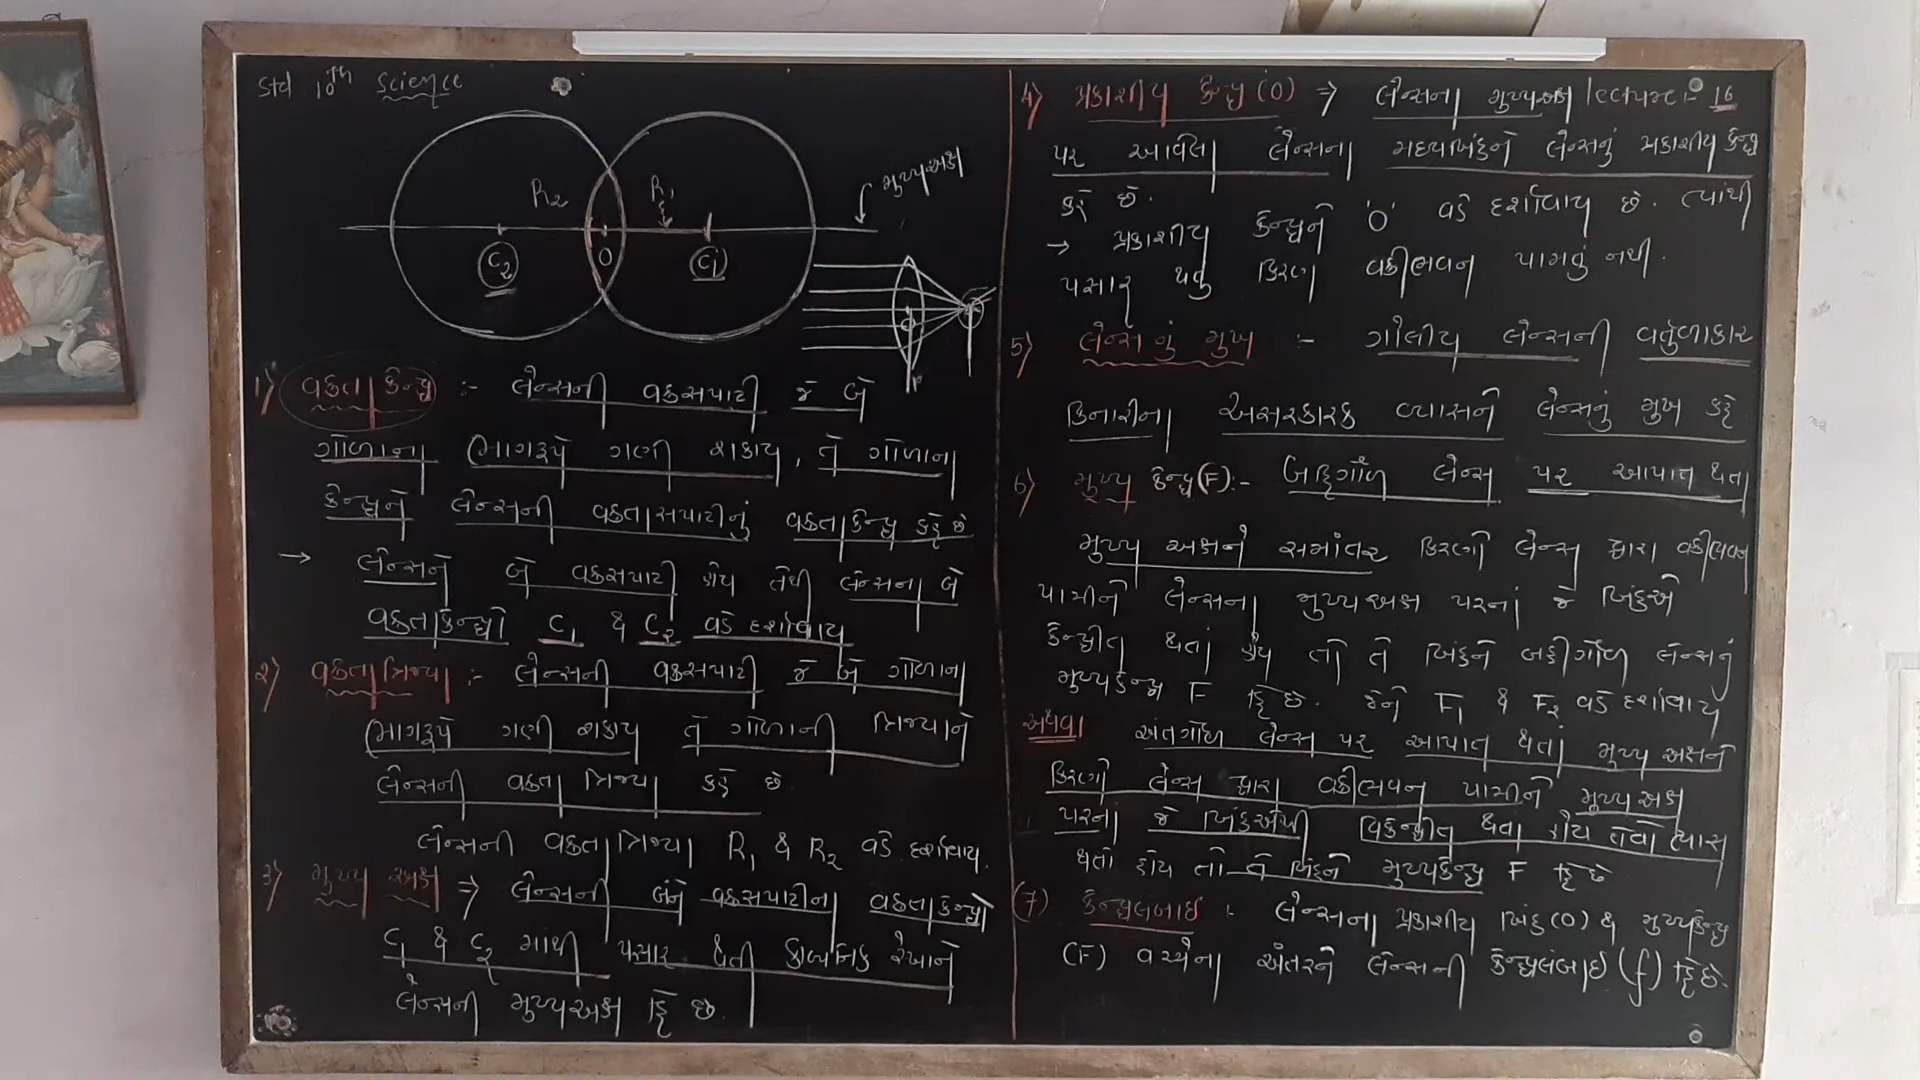 Std 10th Science
R2
R1
મુખ્યઅક્ષ
C2
O
C1
1) વક્રતા કેન્દ્ર :- લેન્સની વક્રસપાટી જે બે
ગોળાના ભાગરૂપે ગણી શકાય, તે ગોળાના
કેન્દ્રને લેન્સની વક્રતા સપાટીનું વક્રતા કેન્દ્ર કહે છે
→ લેન્સને બે વક્રસપાટી હોય તેથી લેન્સના બે
વક્રતા કેન્દ્રો C1 & C2 વડે દર્શાવાય
૨) વક્રતા ત્રિજ્યા :- લેન્સની વક્રસપાટી જે બે ગોળાના
ભાગરૂપે ગણી શકાય તે ગોળાની ત્રિજ્યાને
લેન્સની વક્રતા ત્રિજ્યા કહે છે.
લેન્સની વક્રતા ત્રિજ્યા R1 & R2 વડે દર્શાવાય.
૩) મુખ્ય અક્ષ ⇒ લેન્સની બંને વક્રસપાટીના વક્રતા કેન્દ્રો
C1 & C2 માંથી પસાર થતી કાલ્પનિક રેખાને
લેન્સની મુખ્યઅક્ષ કહે છે.
4) પ્રકાશીય કેન્દ્ર (O) ⇒ લેન્સના મુખ્યઅક્ષ lecture :- 16
પર આવેલા લેન્સના મધ્યબિંદુને લેન્સનું પ્રકાશીય કેન્દ્ર
કહે છે.
→ પ્રકાશીય કેન્દ્રને 'O' વડે દર્શાવાય છે. ત્યાંથી
પસાર થતું કિરણ વક્રીભવન પામતું નથી.
5) લેન્સ નું મુખ :- ગોલીય લેન્સની વર્તુળાકાર
કિનારીના અસરકારક વ્યાસને લેન્સનું મુખ કહે
6) મુખ્ય કેન્દ્ર (F) :- બહિર્ગોળ લેન્સ પર આપાત થતા
મુખ્ય અક્ષને સમાંતર કિરણો લેન્સ દ્વારા વક્રીભવન
પામીને લેન્સના મુખ્યઅક્ષ પરનાં જે બિંદુએ
કેન્દ્રીત થતાં હોય તો તે બિંદુને બહીર્ગોળ લેન્સનું
મુખ્યકેન્દ્ર F કહે છે. જેને F1 & F2 વડે દર્શાવાય
અથવા અંતર્ગોળ લેન્સ પર આપાત થતાં મુખ્ય અક્ષને
કિરણો લેન્સ દ્વારા વક્રીભવન પામીને મુખ્ય અક્ષ
પરના જે બિંદુએથી વિકેન્દ્રીત થતા હોય તેવો ભાસ
થતો હોય તો તે બિંદુને મુખ્યકેન્દ્ર F કહે છે
(7) કેન્દ્રલંબાઈ :- લેન્સના પ્રકાશીય બિંદુ (O) & મુખ્યકેન્દ્ર
(F) વચ્ચેના અંતરને લેન્સની કેન્દ્રલંબાઈ (f) કહે છે.